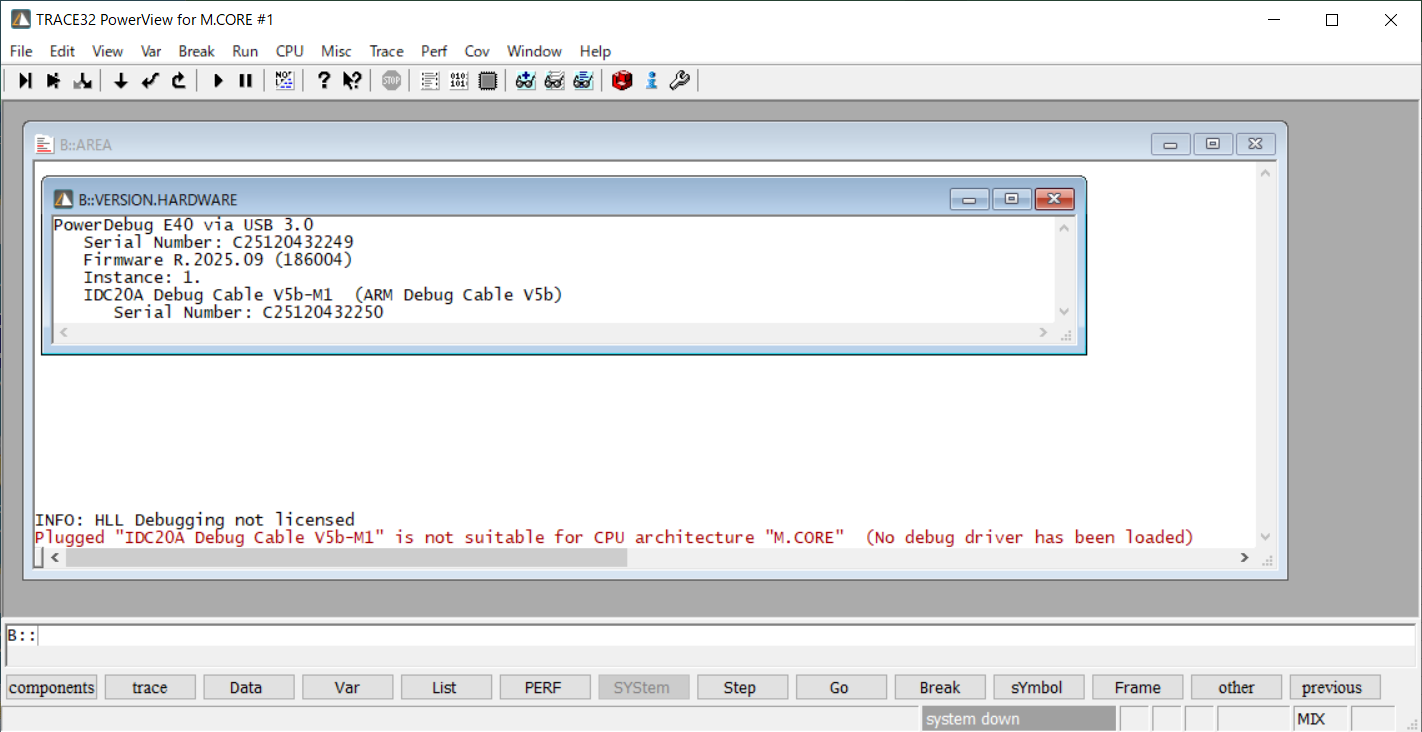 TRACE32 PowerView for M.CORE #1
File Edit View Var Break Run CPU Misc Trace Perf Cov Window Help
NOP
STOP
010 101
B::AREA
B::VERSION.HARDWARE
PowerDebug E40 via USB 3.0
Serial Number: C25120432249
Firmware R.2025.09 (186004)
Instance: 1.
IDC20A Debug Cable V5b-M1 (ARM Debug Cable V5b)
Serial Number: C25120432250
INFO: HLL Debugging not licensed
Plugged "IDC20A Debug Cable V5b-M1" is not suitable for CPU architecture "M.CORE" (No debug driver has been loaded)
B::
components trace Data Var List PERF SYStem Step Go Break sYmbol Frame other previous
system down MIX